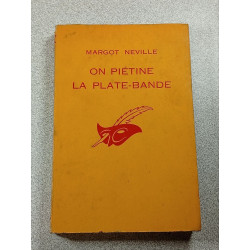 MARGOT NEVILLE
ON PIÉTINE
LA PLATE-BANDE